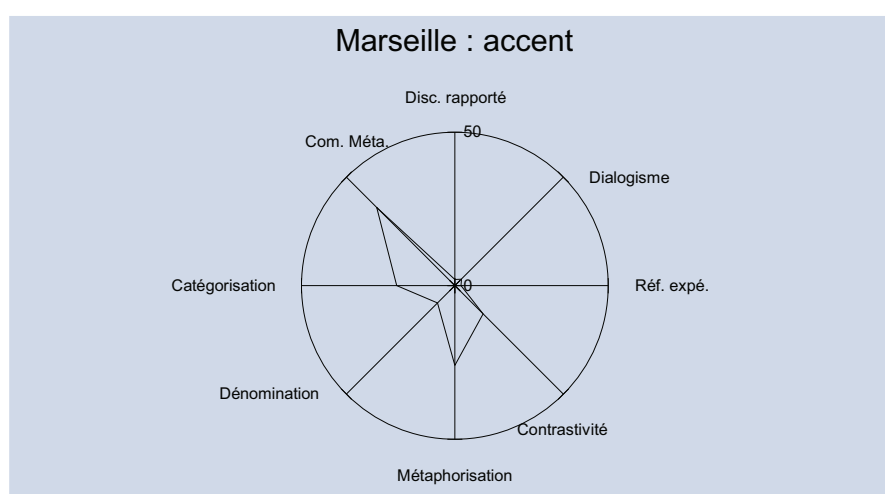 Marseille : accent
Disc. rapporté
50
Com. Méta.
Dialogisme
Catégorisation
0
Réf. expé.
Dénomination
Contrastivité
Métaphorisation